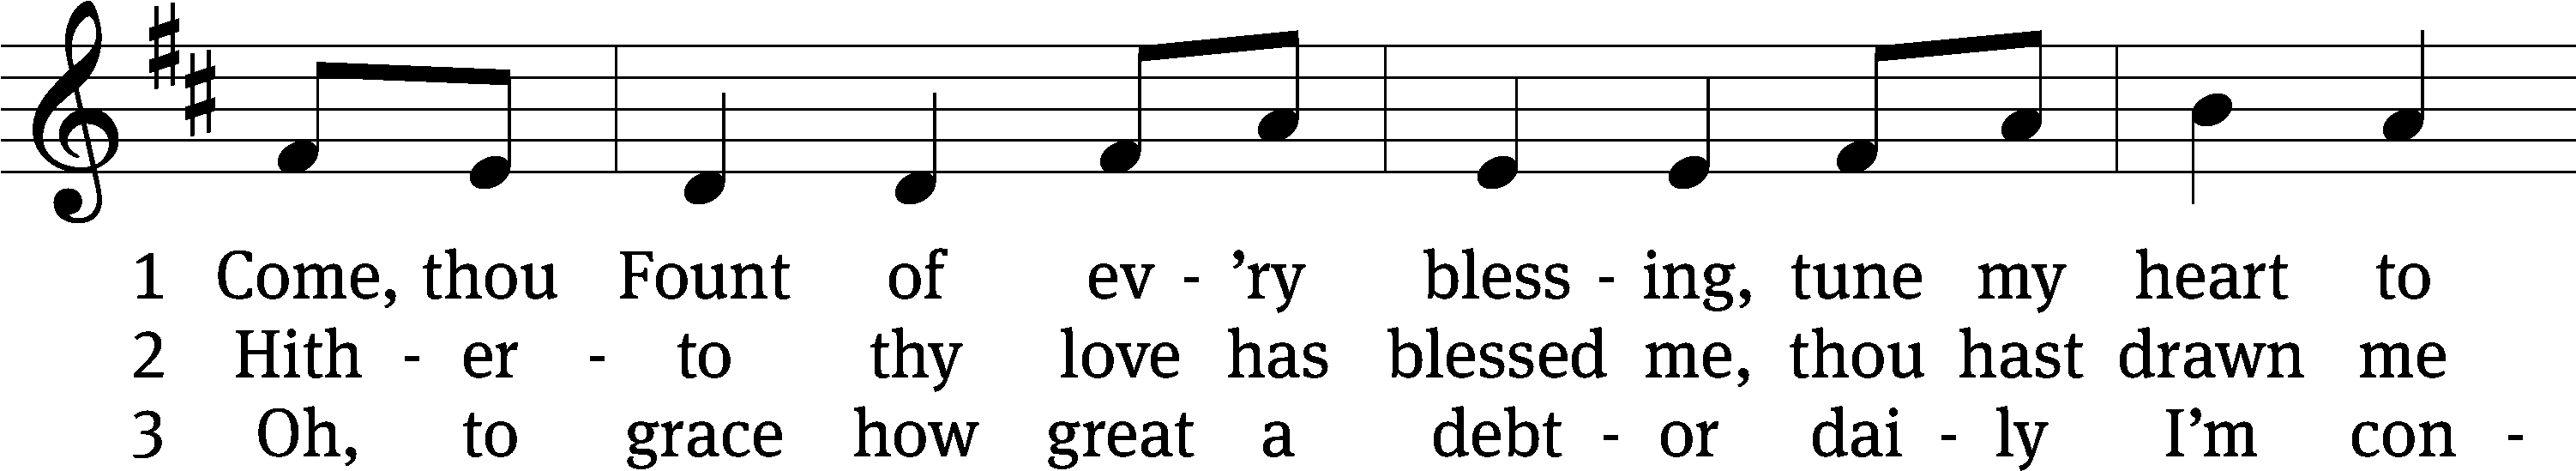 1 Come, thou Fount of ev - ’ry bless - ing, tune my heart to
2 Hith - er - to thy love has blessed me, thou hast drawn me
3 Oh, to grace how great a debt - or dai - ly I’m con -